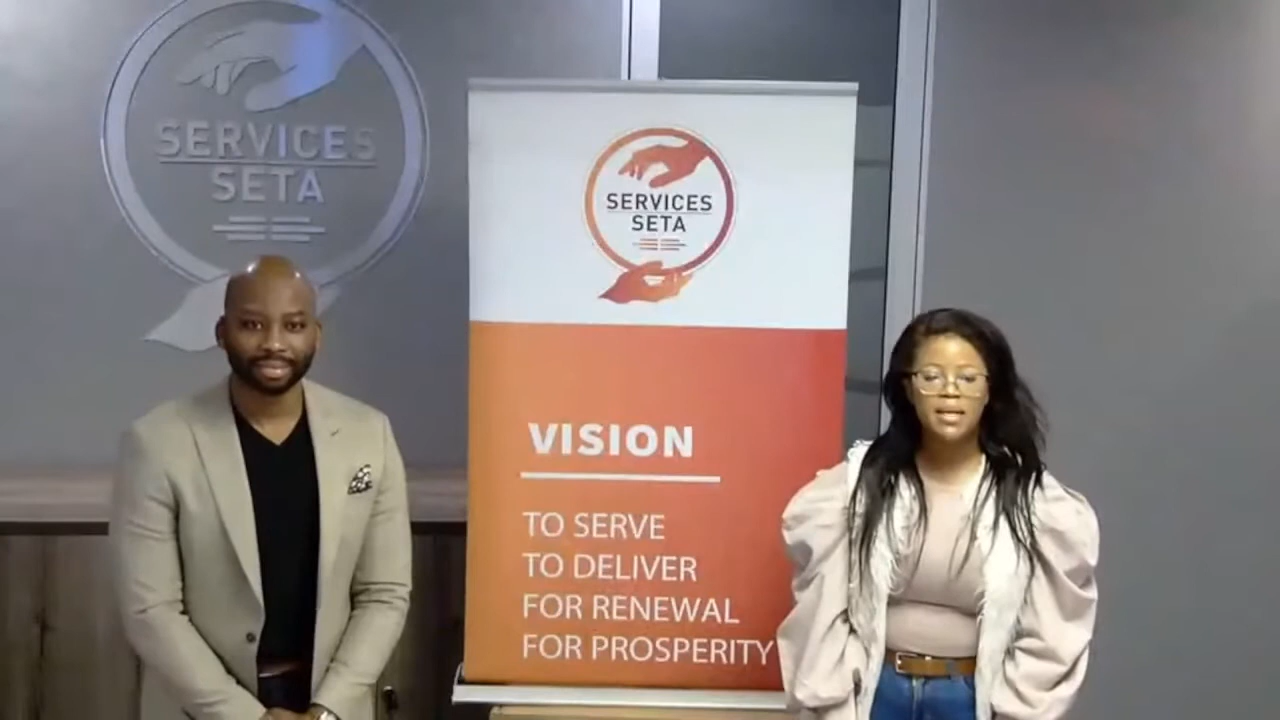 SERVICES
SETA
SERVICES
SETA
VISION
TO SERVE
TO DELIVER
FOR RENEWAL
FOR PROSPERITY